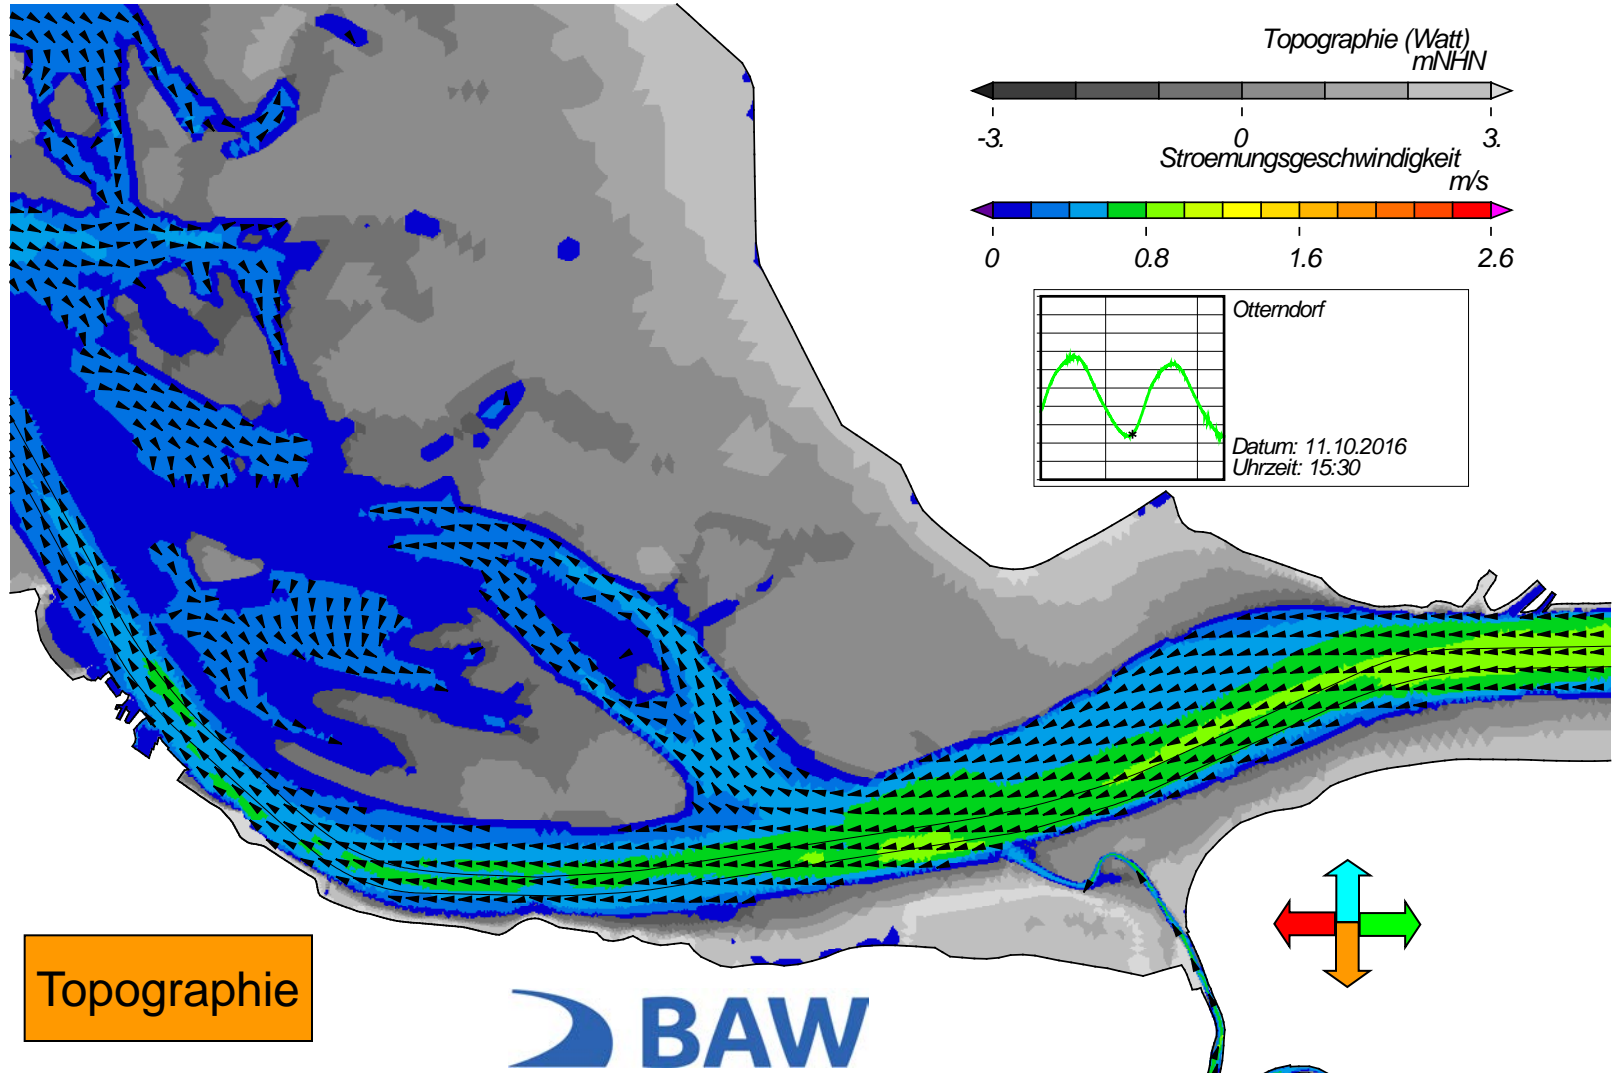 Topographie (Watt)
mNHN
-3. 0 3.
Stroemungsgeschwindigkeit
m/s
0 0.8 1.6 2.6
Otterndorf
Datum: 11.10.2016
Uhrzeit: 15:30
Topographie
BAW